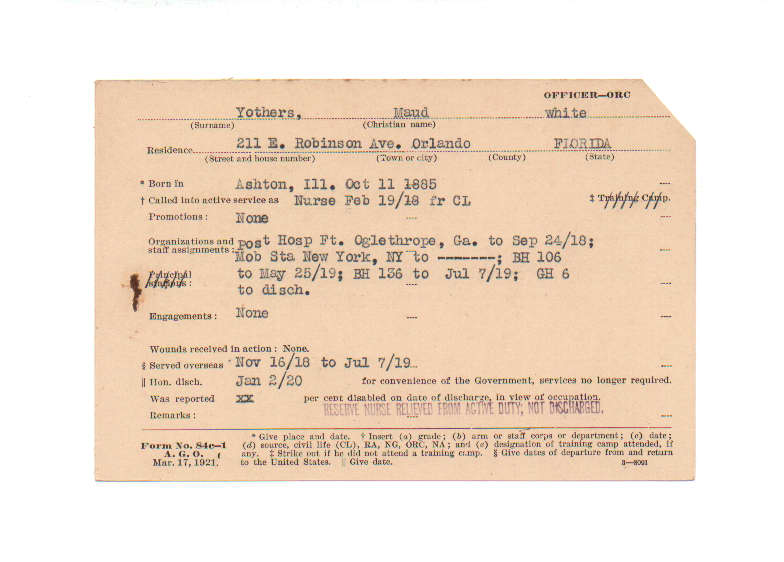 OFFICER—ORC
Yothers, Maud white
(Surname) (Christian name)
Residence 211 E. Robinson Ave. Orlando FLORIDA
(Street and house number) (Town or city) (County) (State)
* Born in Ashton, Ill. Oct 11 1885
† Called into active service as Nurse Feb 19/18 fr CL ‡ Training Camp.
Promotions: None
Organizations and staff assignments: Post Hosp Ft. Oglethrope, Ga. to Sep 24/18;
Mob Sta New York, NY to -------; BH 106
Principal stations: to May 25/19; BH 136 to Jul 7/19; GH 6
to disch.
Engagements: None
Wounds received in action: None.
§ Served overseas Nov 16/18 to Jul 7/19
‖ Hon. disch. Jan 2/20 for convenience of the Government, services no longer required.
Was reported xx per cent disabled on date of discharge, in view of occupation.
Remarks: RESERVE NURSE RELIEVED FROM ACTIVE DUTY; NOT DISCHARGED.
Form No. 84c—1
A. G. O.
Mar. 17, 1921.
* Give place and date. † Insert (a) grade; (b) arm or staff corps or department; (c) date;
(d) source, civil life (CL), RA, NG, ORC, NA; and (e) designation of training camp attended, if
any. ‡ Strike out if he did not attend a training camp. § Give dates of departure from and return
to the United States. ‖ Give date. 3—8091